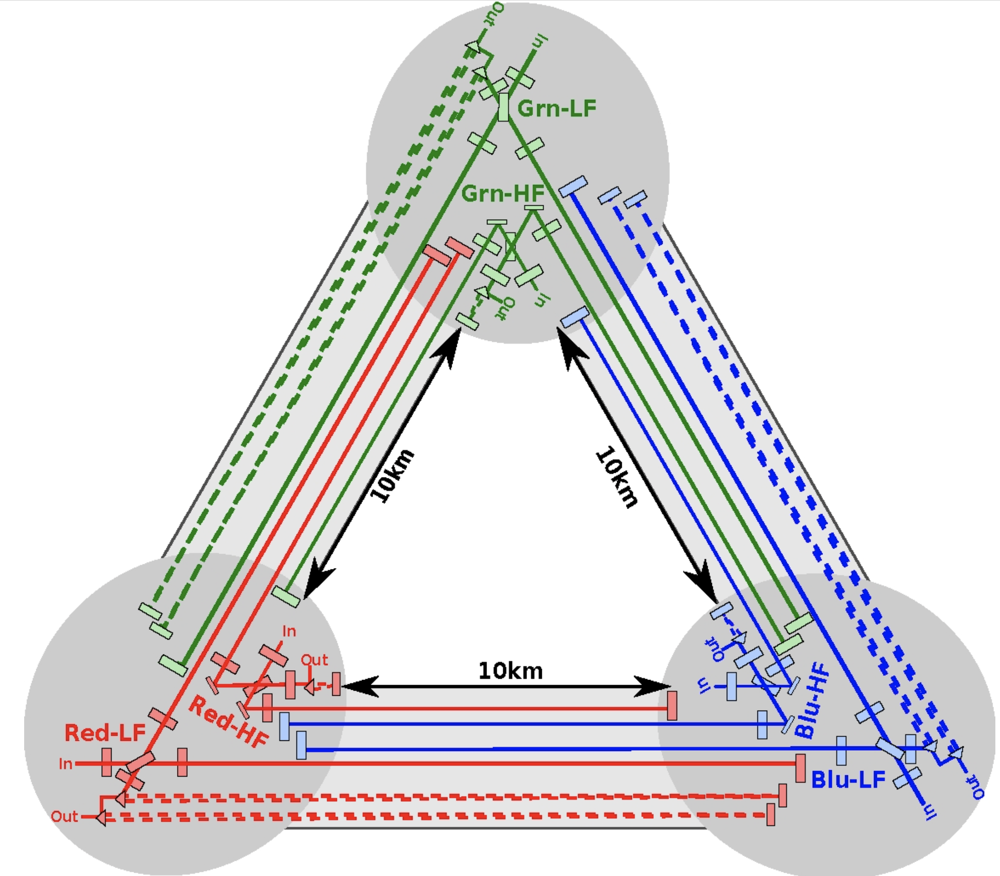 Out
In
Grn-LF
Grn-HF
Out
In
10km
10km
In
Out
10km
Out
In
Red-HF
Blu-HF
Red-LF
In
Blu-LF
Out
Out
In